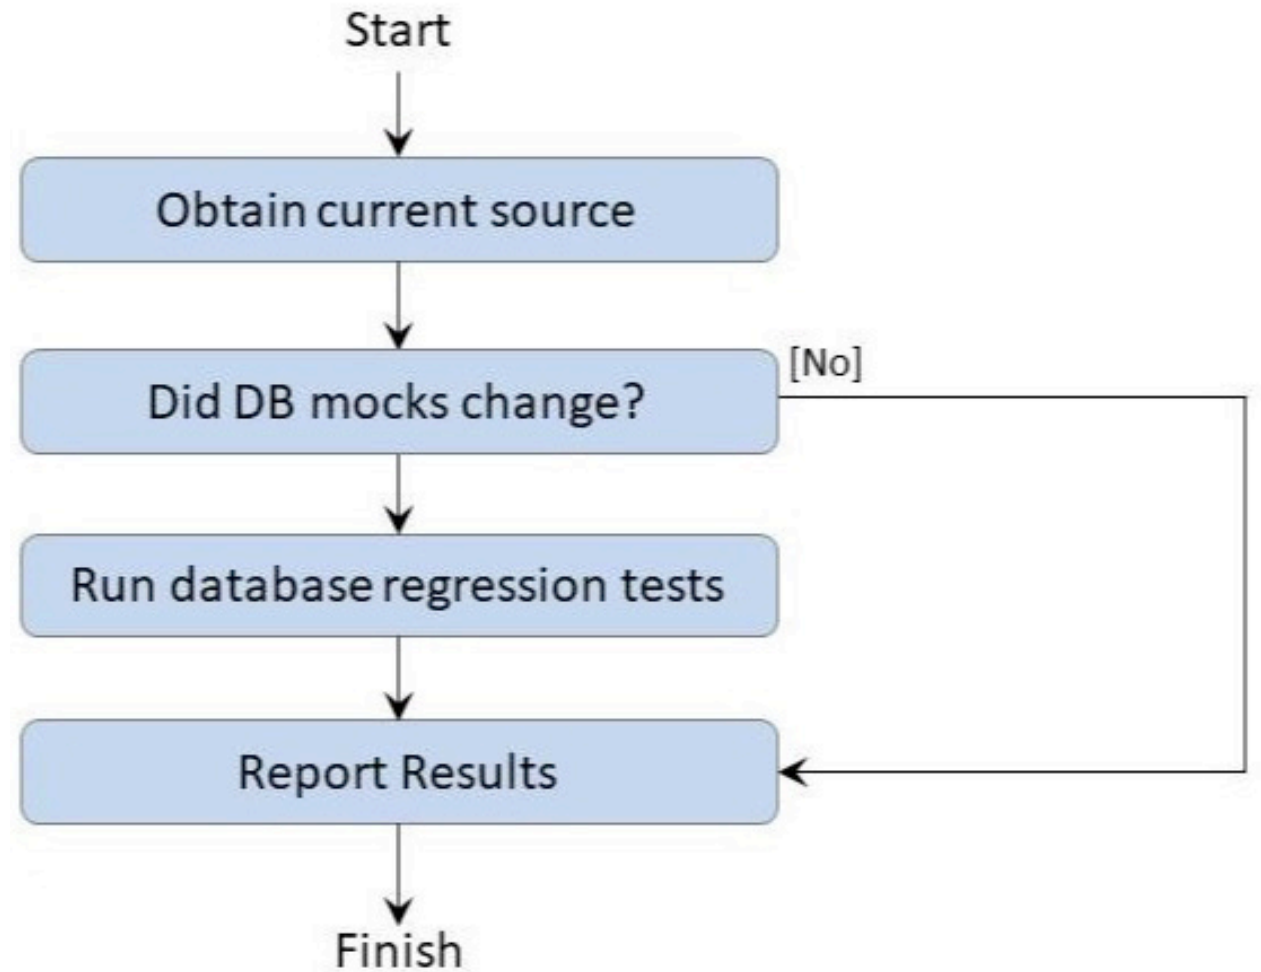 Start
Obtain current source
Did DB mocks change?
[No]
Run database regression tests
Report Results
Finish